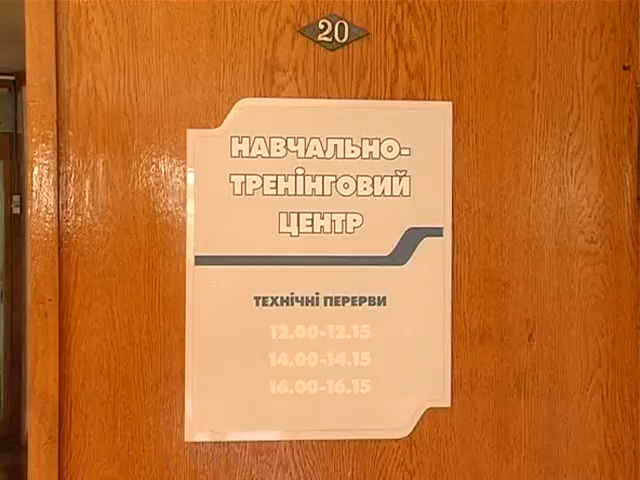 20
НАВЧАЛЬНО-
ТРЕНІНГОВИЙ
ЦЕНТР
ТЕХНІЧНІ ПЕРЕРВИ
12.00-12.15
14.00-14.15
16.00-16.15